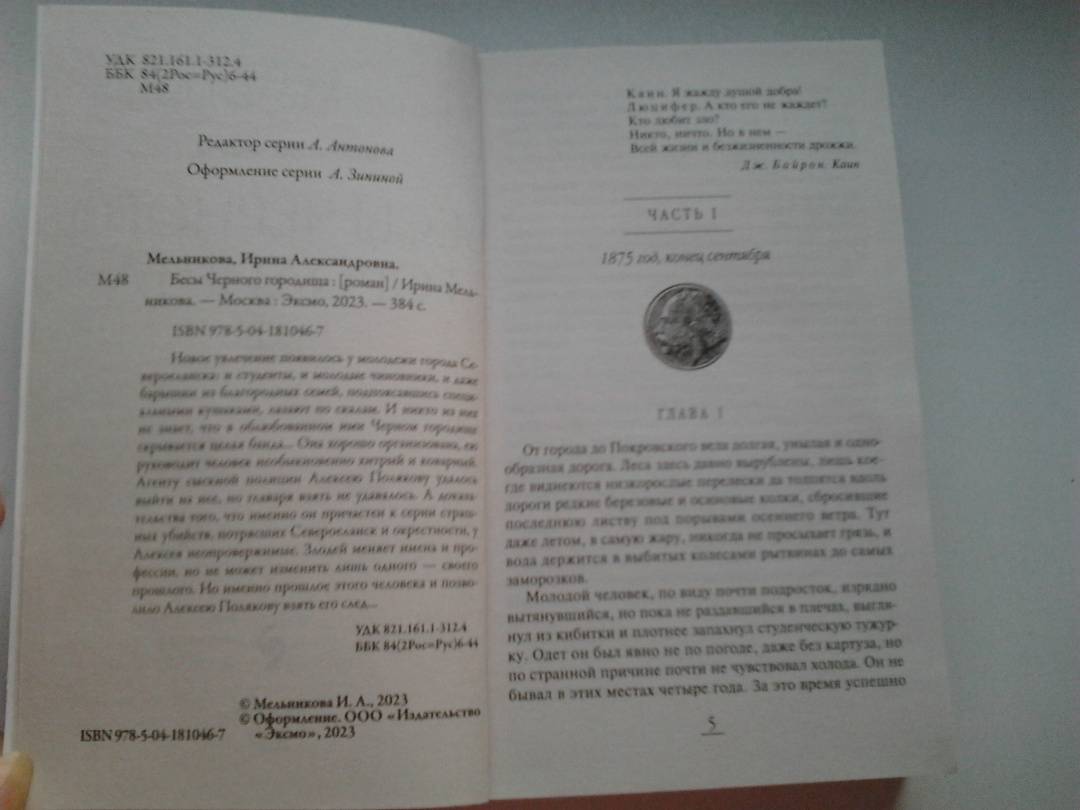 УДК 821.161.1-312.4
ББК 84(2Рос=Рус)6-44
М48
Редактор серии А. Антонова
Оформление серии А. Зининой
Мельникова, Ирина Александровна.
М48 Бесы Черного городища : [роман] / Ирина Мель-
никова. — Москва : Эксмо, 2023. — 384 с.
ISBN 978-5-04-181046-7
Новое увлечение появилось у молодежи города Се-
вероеланска: и студенты, и молодые чиновники, и даже
барышни из благородных семей, подпоясавшись специ-
альными кушаками, лазают по скалам. И никто из них
не знает, что в облюбованном ими Черном городище
скрывается целая банда... Она хорошо организована, ею
руководит человек необыкновенно хитрый и коварный.
Агенту сыскной полиции Алексею Полякову удалось
выйти на нее, но главаря взять не удавалось. А доказа-
тельства того, что именно он причастен к серии страш-
ных убийств, потрясших Североеланск и окрестности, у
Алексея неопровержимые. Злодей меняет имена и про-
фессии, но не может изменить лишь одного — своего
прошлого. Но именно прошлое этого человека и позво-
лило Алексею Полякову взять его след...
УДК 821.161.1-312.4
ББК 84(2Рос=Рус)6-44
© Мельникова И. А., 2023
© Оформление. ООО «Издательство
«Эксмо», 2023
ISBN 978-5-04-181046-7
Каин. Я жажду душой добра!
Люцифер. А кто его не жаждет?
Кто любит зло?
Никто, ничто. Но в нем —
Всей жизни и безжизненности дрожжи.
Дж. Байрон. Каин
ЧАСТЬ I
1875 год, конец сентября
ГЛАВА 1
От города до Покровского вела долгая, унылая и одно-
образная дорога. Леса здесь давно вырублены, лишь кое-
где виднеются низкорослые перелески да топятся вдоль
дороги редкие березовые и осиновые колки, сбросившие
последнюю листву под порывами осеннего ветра. Тут
даже летом, в самую жару, никогда не просыхает грязь, и
вода держится в выбитых колесами рытвинах до самых
заморозков.
Молодой человек, по виду почти подросток, изрядно
вытянувшийся, но пока не раздавшийся в плечах, выгля-
нул из кибитки и плотнее запахнул студенческую тужур-
ку. Одет он был явно не по погоде, даже без картуза, но
по странной причине почти не чувствовал холода. Он не
бывал в этих местах четыре года. За это время успешно
5